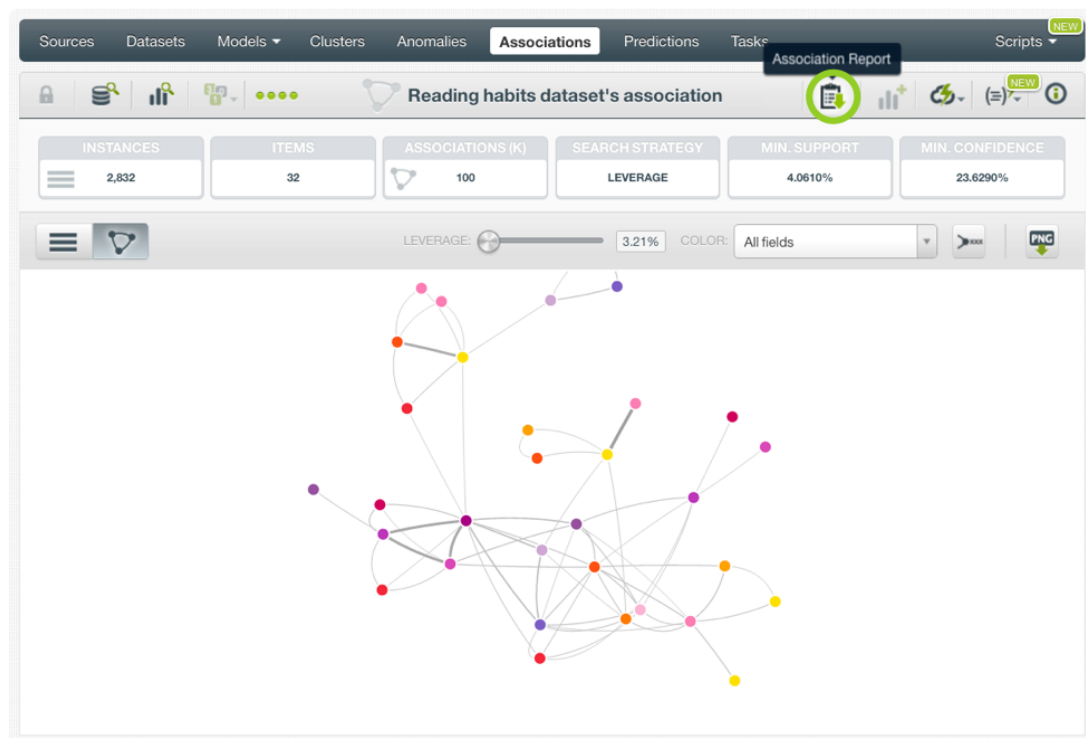 NEW
Sources Datasets Models Clusters Anomalies Associations Predictions Tasks Scripts
Association Report
Reading habits dataset's association
NEW
INSTANCES ITEMS ASSOCIATIONS (K) SEARCH STRATEGY MIN. SUPPORT MIN. CONFIDENCE
2,832 32 100 LEVERAGE 4.0610% 23.6290%
LEVERAGE: 3.21% COLOR: All fields XXX PNG